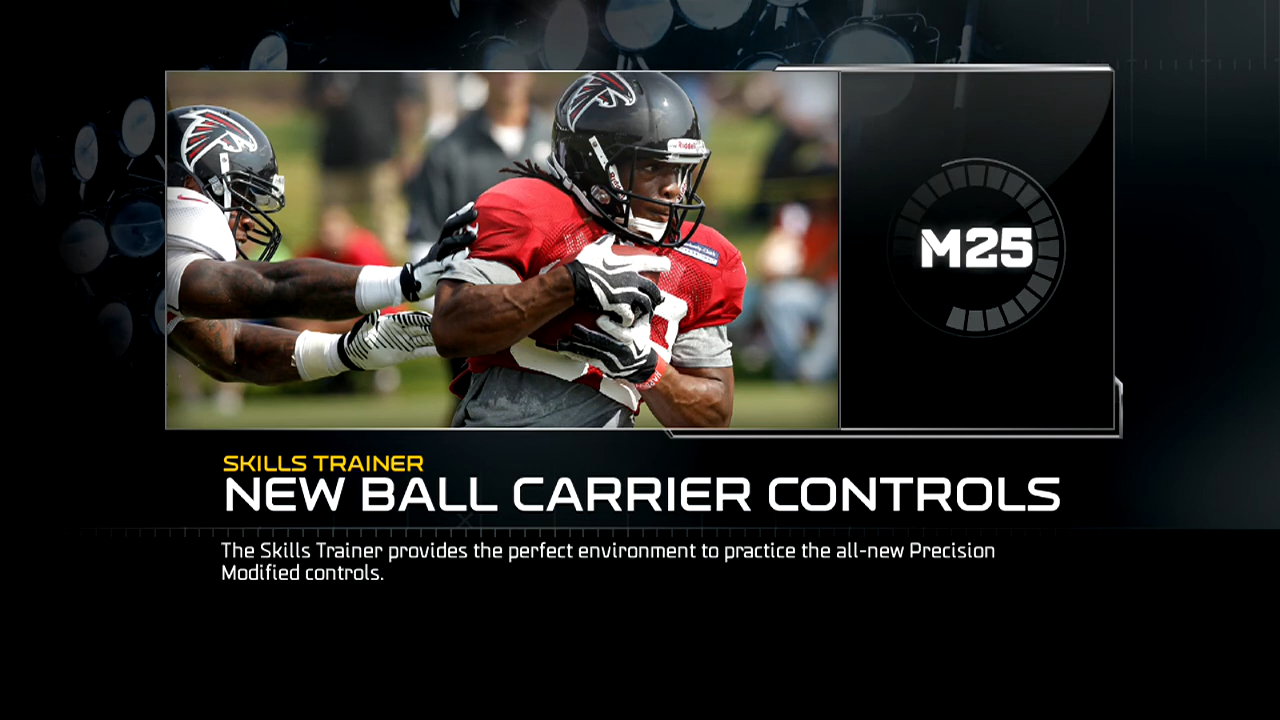 Riddell
M25
SKILLS TRAINER
NEW BALL CARRIER CONTROLS
The Skills Trainer provides the perfect environment to practice the all-new Precision
Modified controls.